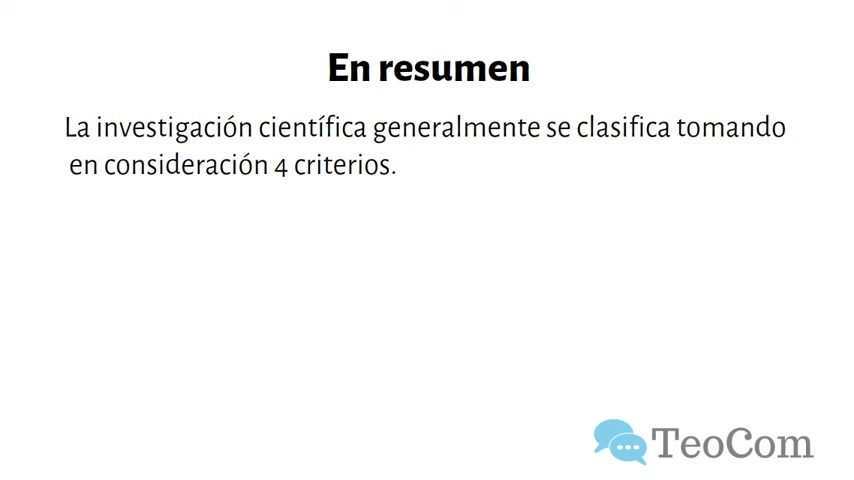 En resumen
La investigación científica generalmente se clasifica tomando
en consideración 4 criterios.
TeoCom